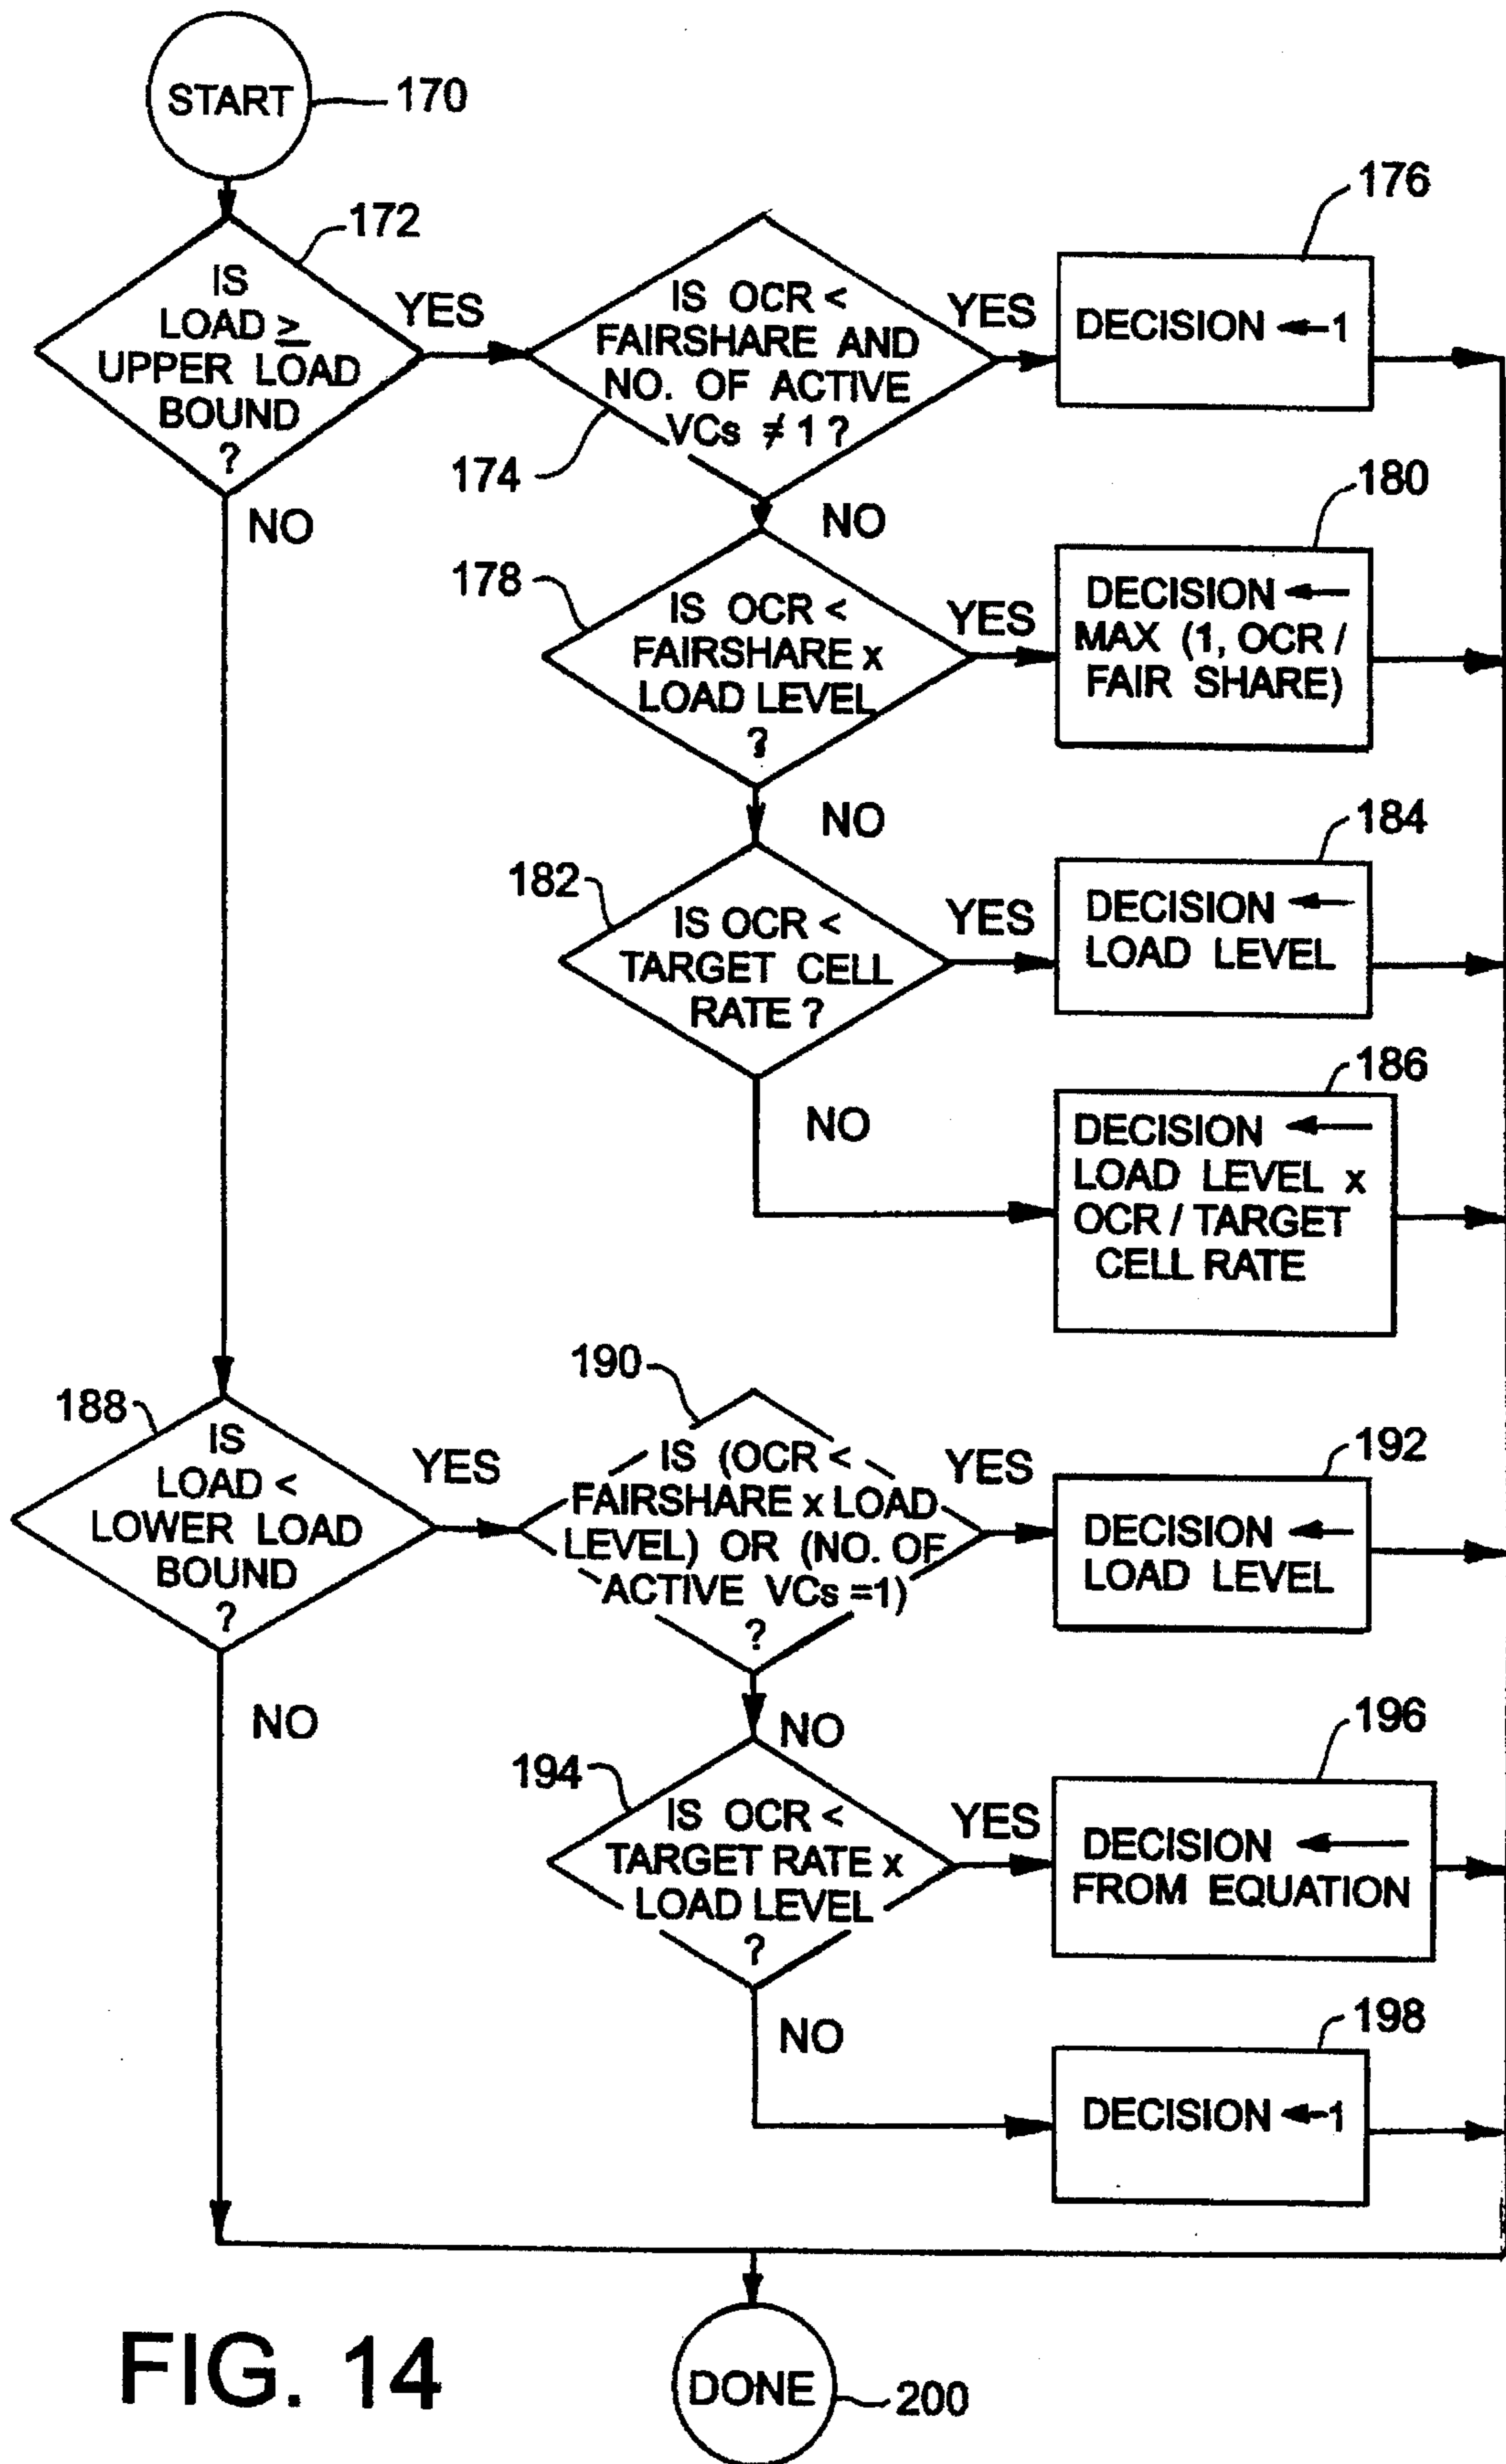 START
170
172
IS
LOAD ≥
UPPER LOAD
BOUND
?
YES
NO
IS OCR <
FAIRSHARE AND
NO. OF ACTIVE
VCs ≠ 1 ?
174
YES
NO
176
DECISION ← 1
178
IS OCR <
FAIRSHARE x
LOAD LEVEL
?
YES
NO
180
DECISION ←
MAX (1, OCR /
FAIR SHARE)
182
IS OCR <
TARGET CELL
RATE ?
YES
NO
184
DECISION ←
LOAD LEVEL
186
DECISION ←
LOAD LEVEL x
OCR / TARGET
CELL RATE
188
IS
LOAD <
LOWER LOAD
BOUND
?
YES
NO
190
IS (OCR <
FAIRSHARE x LOAD
LEVEL) OR (NO. OF
ACTIVE VCs =1)
?
YES
NO
192
DECISION ←
LOAD LEVEL
194
IS OCR <
TARGET RATE x
LOAD LEVEL
?
YES
NO
196
DECISION ←
FROM EQUATION
198
DECISION ← 1
DONE
200
FIG. 14